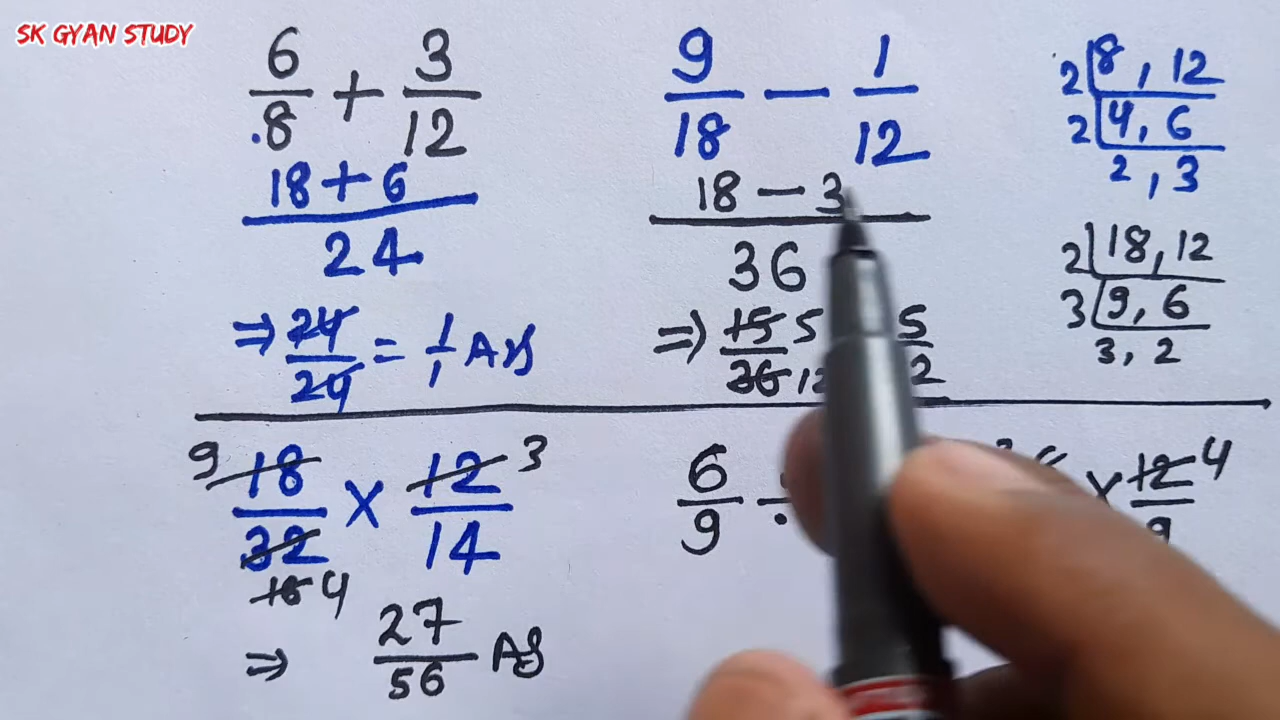 SK GYAN STUDY
6/8 + 3/12
18 + 6
24
⇒ 24/24 = 1/1 Ans
9/18 — 1/12
18 — 3
36
⇒ 15/36 5 12 5 2
2 8, 12
2 4, 6
2, 3
2 18, 12
3 9, 6
3, 2
9 18/32 × 12/14 3
16 4
⇒ 27/56 Ans
6/9 ÷ × 12/9 4